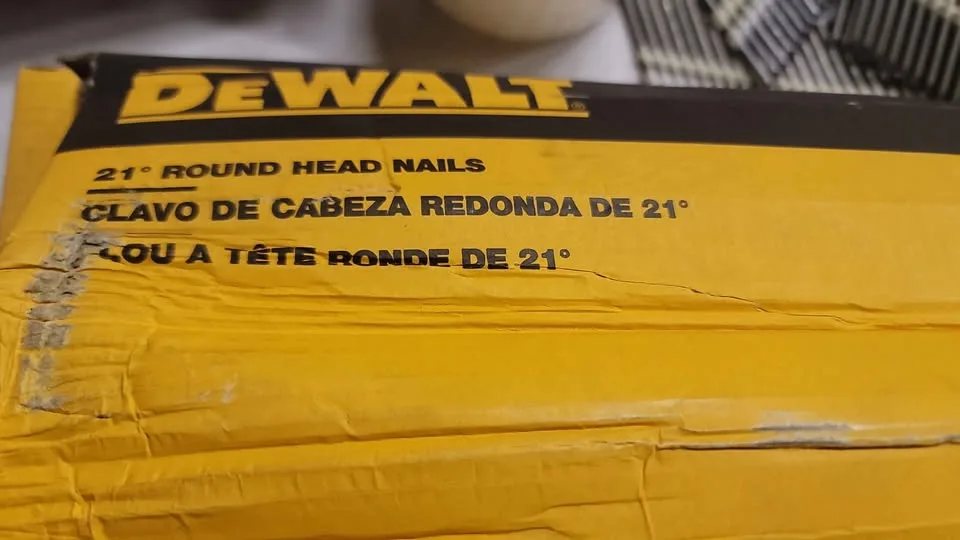 DEWALT®
21° ROUND HEAD NAILS
CLAVO DE CABEZA REDONDA DE 21°
CLOU A TÊTE RONDE DE 21°